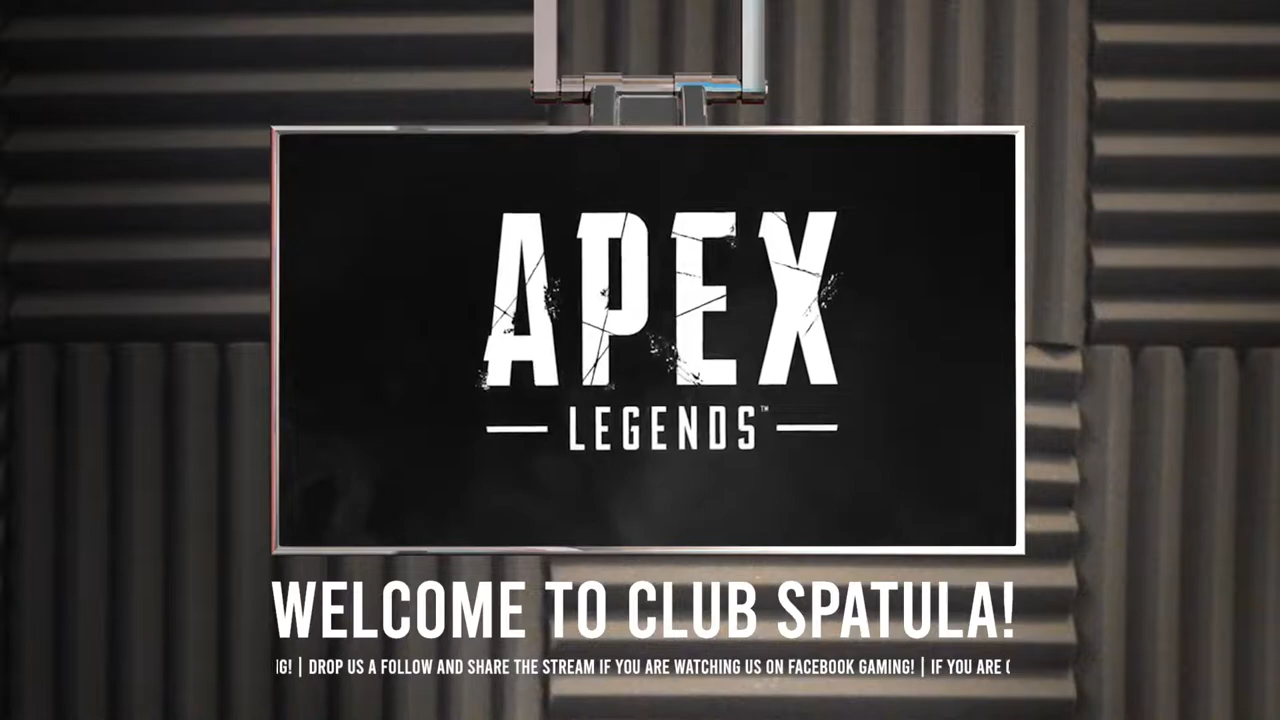 APEX
LEGENDS™
WELCOME TO CLUB SPATULA!
! | DROP US A FOLLOW AND SHARE THE STREAM IF YOU ARE WATCHING US ON FACEBOOK GAMING! | IF YOU ARE